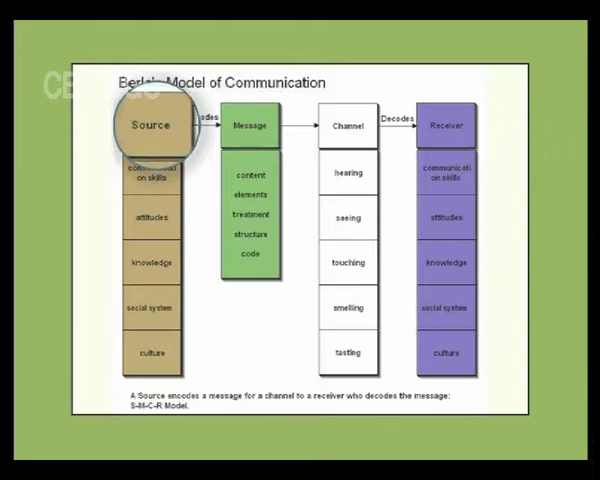 Model of Communication
Source
Message
Channel
Decodes
Receiver
content
elements
treatment
structure
code
hearing
seeing
touching
smelling
tasting
on skills
attitudes
knowledge
social system
culture
communicati
on skills
attitudes
knowledge
social system
culture
A Source encodes a message for a channel to a receiver who decodes the message:
S-M-C-R Model.